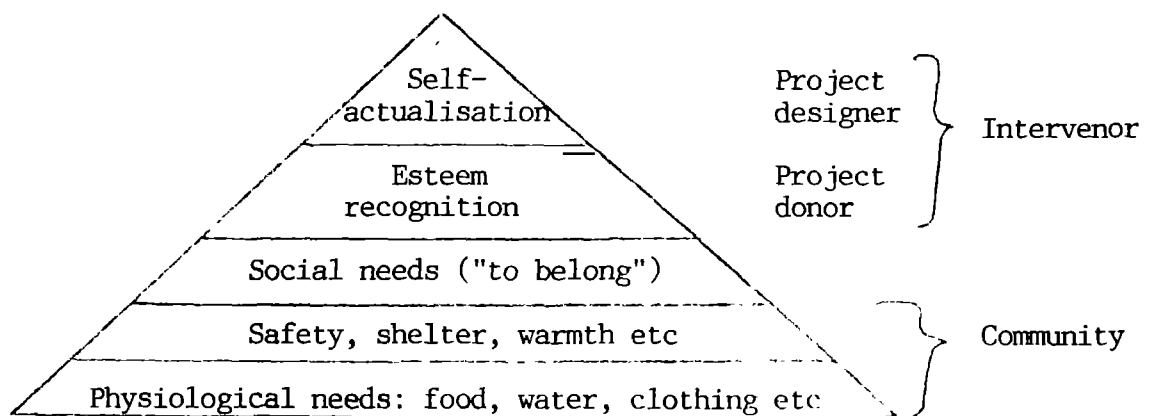 Self-
actualisation
Project
designer
Intervenor
Esteem
recognition
Project
donor
Social needs ("to belong")
Safety, shelter, warmth etc
Community
Physiological needs: food, water, clothing etc